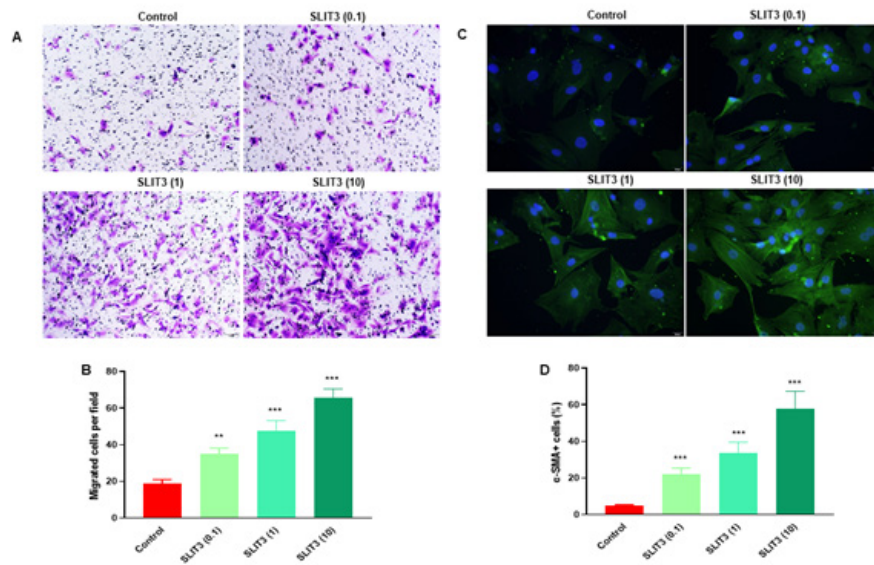 A
Control
SLIT3 (0.1)
SLIT3 (1)
SLIT3 (10)
B
Migrated cells per field
80
60
40
20
0
**
***
***
Control
SLIT3 (0.1)
SLIT3 (1)
SLIT3 (10)
C
Control
SLIT3 (0.1)
SLIT3 (1)
SLIT3 (10)
D
α-SMA+ cells (%)
80
60
40
20
0
***
***
***
Control
SLIT3 (0.1)
SLIT3 (1)
SLIT3 (10)